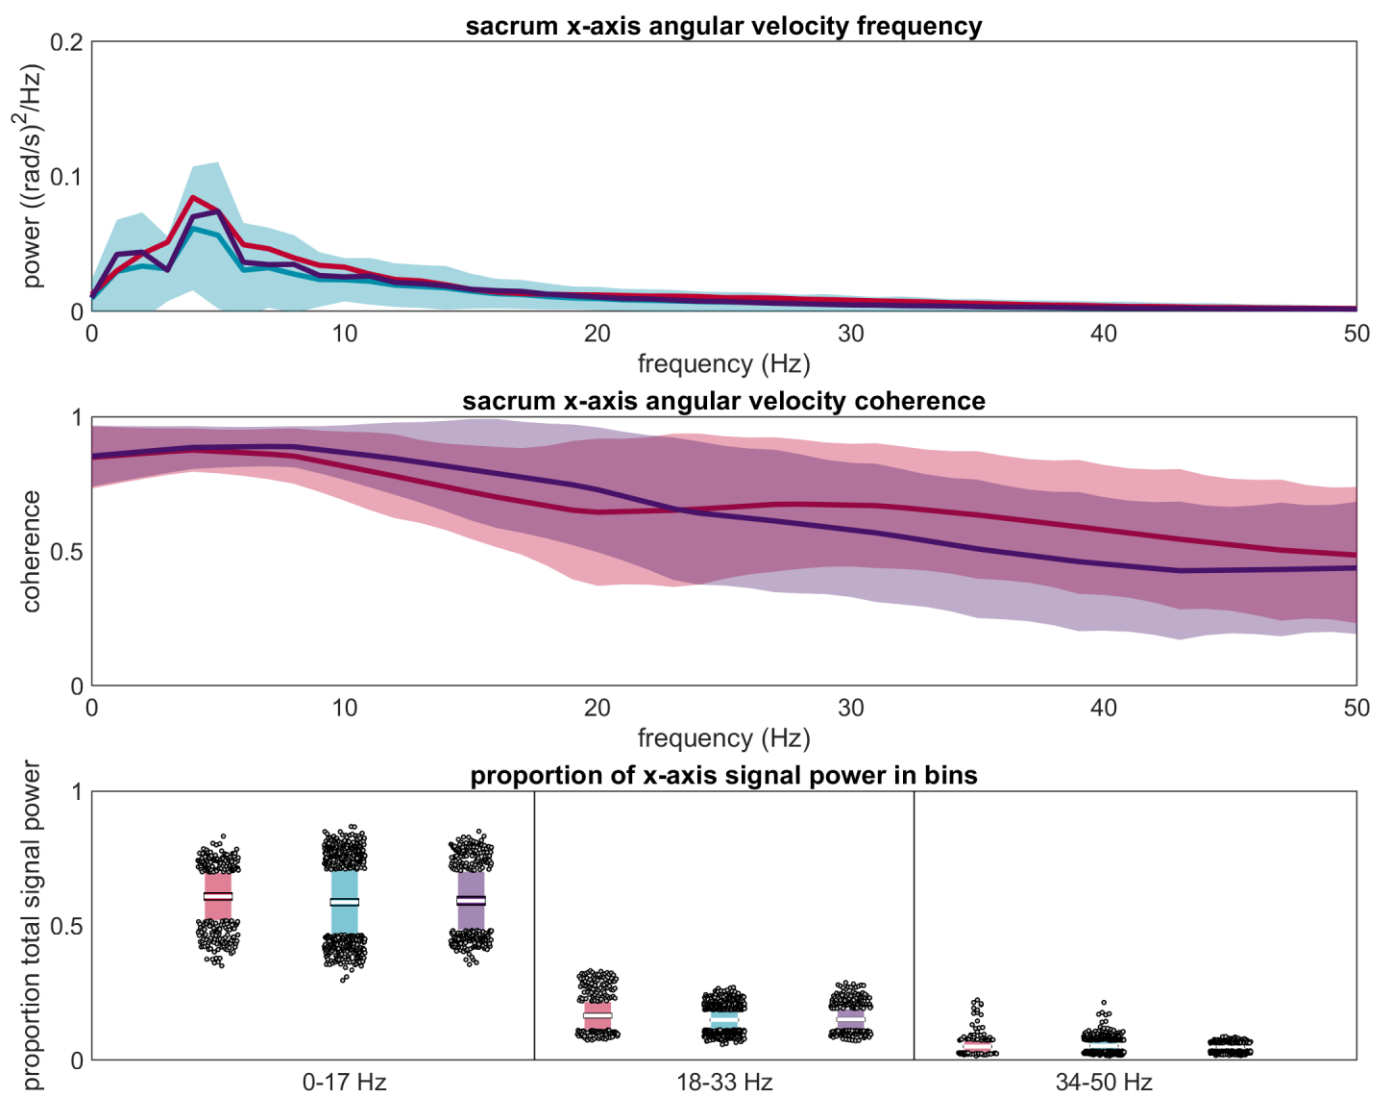 sacrum x-axis angular velocity frequency
power ((rad/s)²/Hz)
0.2
0.1
0
0 10 20 30 40 50
frequency (Hz)
sacrum x-axis angular velocity coherence
coherence
1
0.5
0
0 10 20 30 40 50
frequency (Hz)
proportion of x-axis signal power in bins
proportion total signal power
1
0.5
0
0-17 Hz 18-33 Hz 34-50 Hz